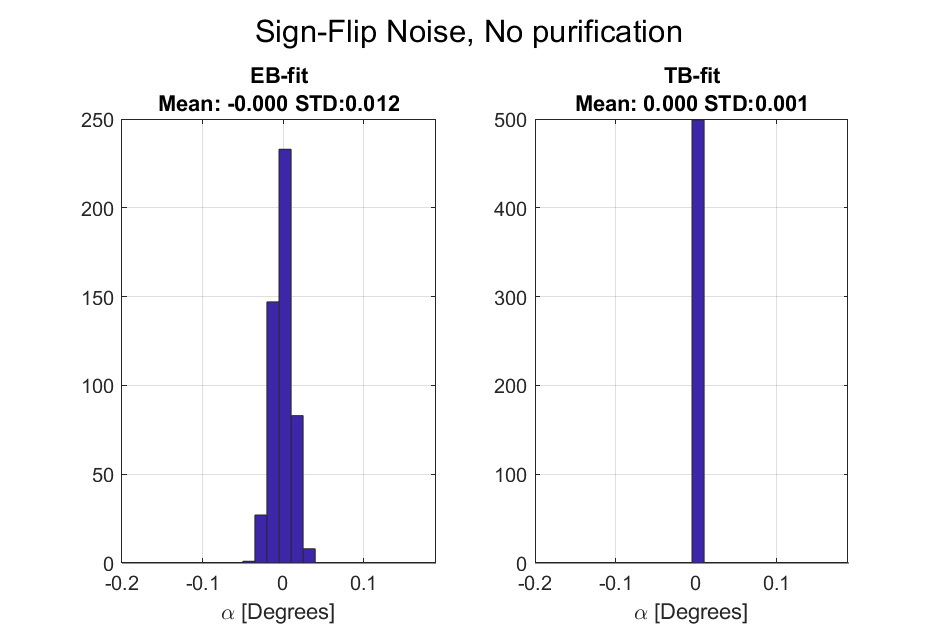 Sign-Flip Noise, No purification
EB-fit
Mean: -0.000 STD:0.012
250
200
150
100
50
0
-0.2
-0.1
0
0.1
α [Degrees]
TB-fit
Mean: 0.000 STD:0.001
500
400
300
200
100
0
-0.2
-0.1
0
0.1
α [Degrees]